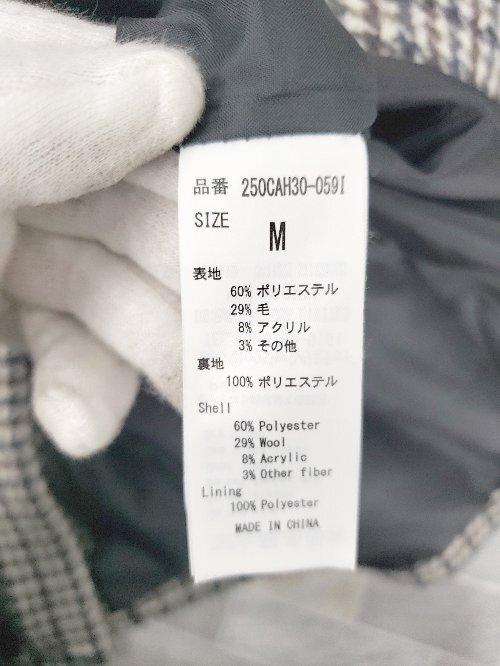 品番 250CAH30-059I
SIZE
M
表地
60% ポリエステル
29% 毛
8% アクリル
3% その他
裏地
100% ポリエステル
Shell
60% Polyester
29% Wool
8% Acrylic
3% Other fiber
Lining
100% Polyester
MADE IN CHINA